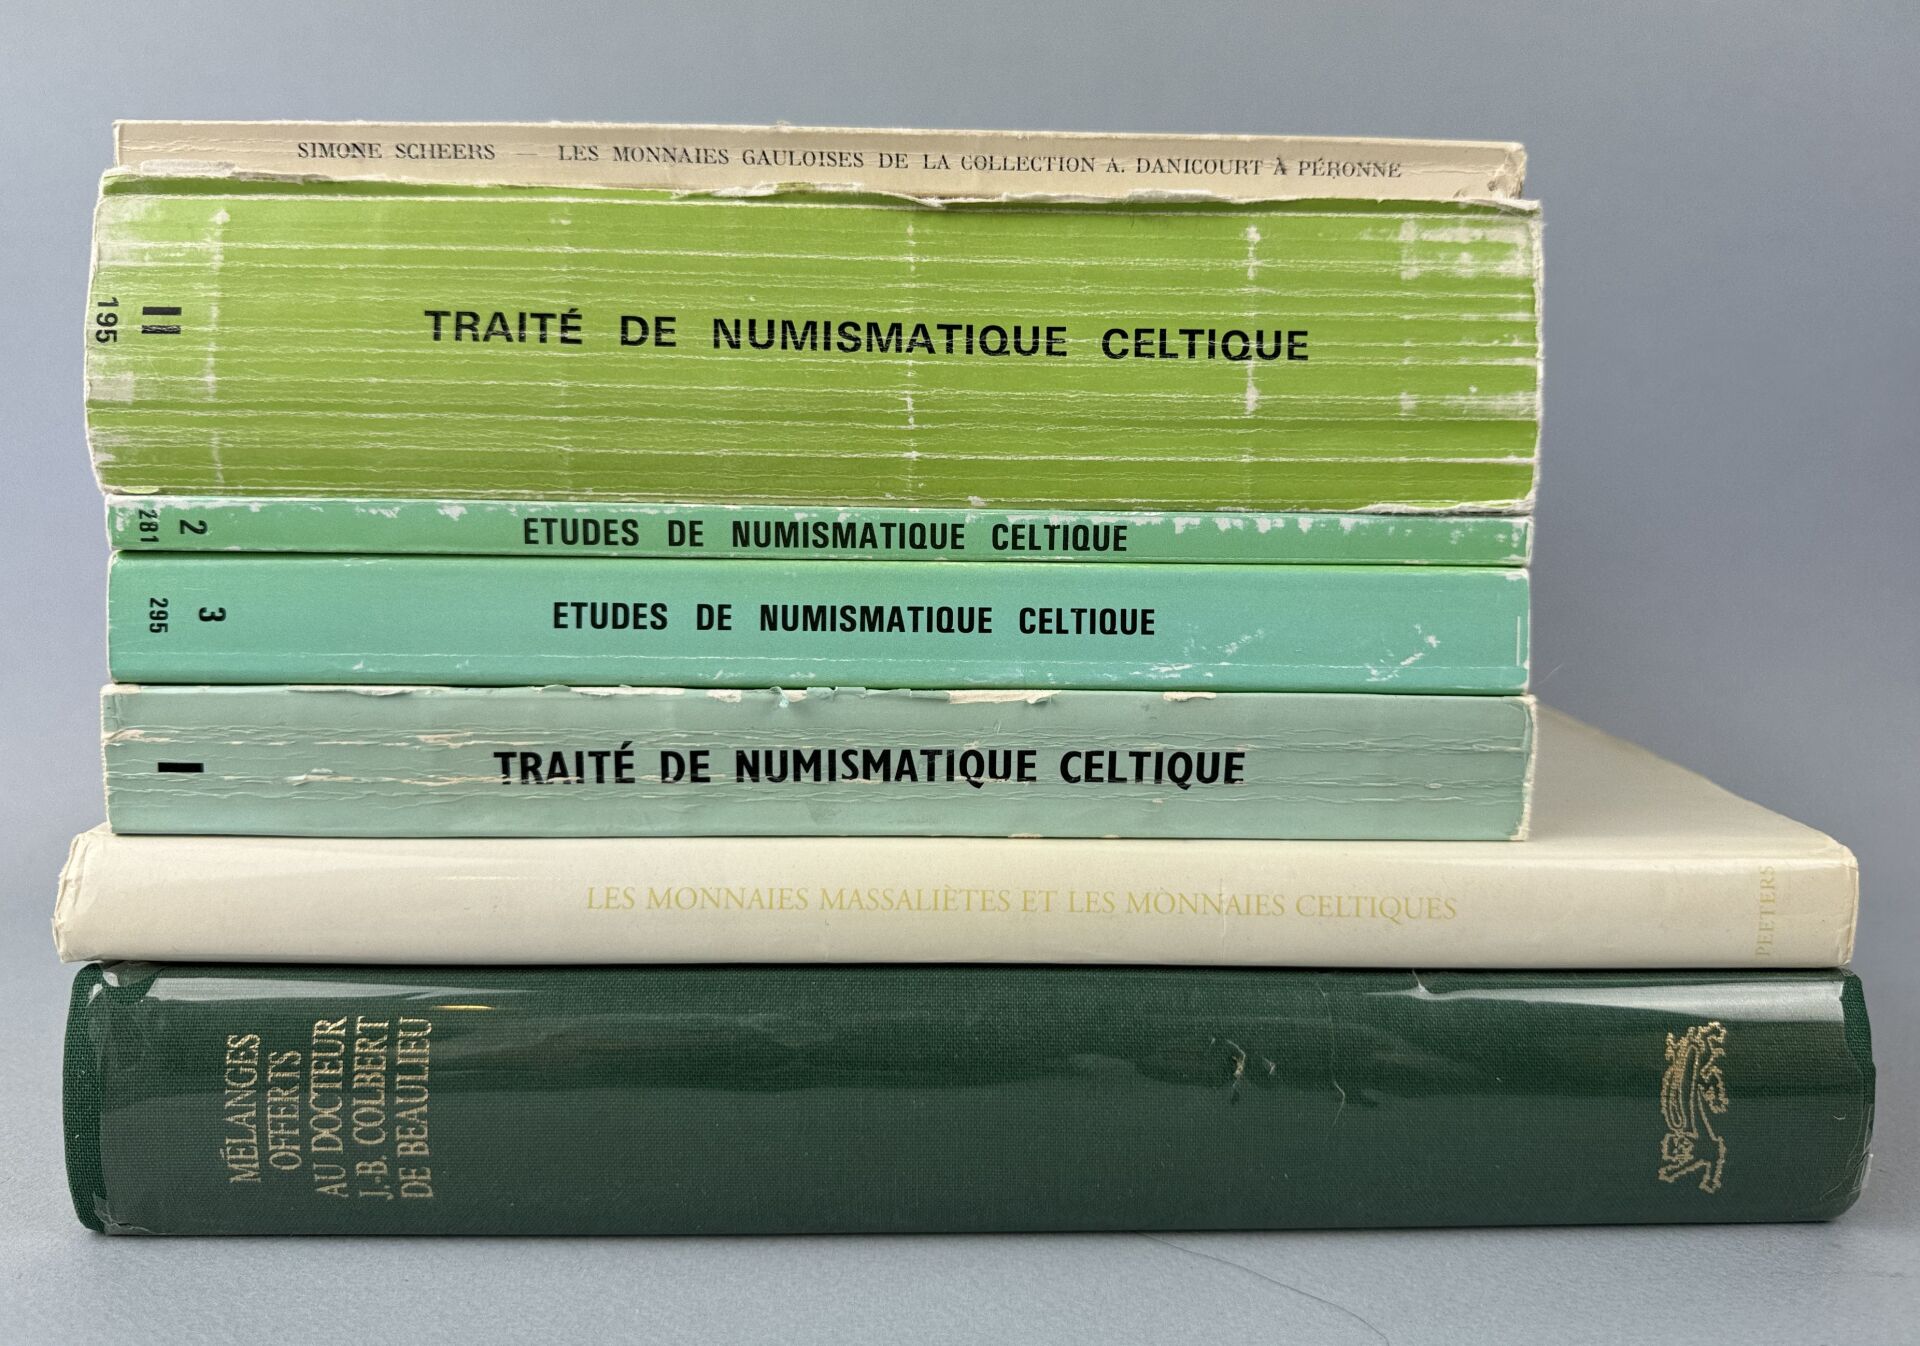 SIMONE SCHEERS — LES MONNAIES GAULOISES DE LA COLLECTION A. DANICOURT À PÉRONNE
195 II TRAITÉ DE NUMISMATIQUE CELTIQUE
281 2 ETUDES DE NUMISMATIQUE CELTIQUE
295 3 ETUDES DE NUMISMATIQUE CELTIQUE
I TRAITÉ DE NUMISMATIQUE CELTIQUE
LES MONNAIES MASSALIÈTES ET LES MONNAIES CELTIQUES
PEETERS
MÉLANGES
OFFERTS
AU DOCTEUR
J.-B. COLBERT
DE BEAULIEU